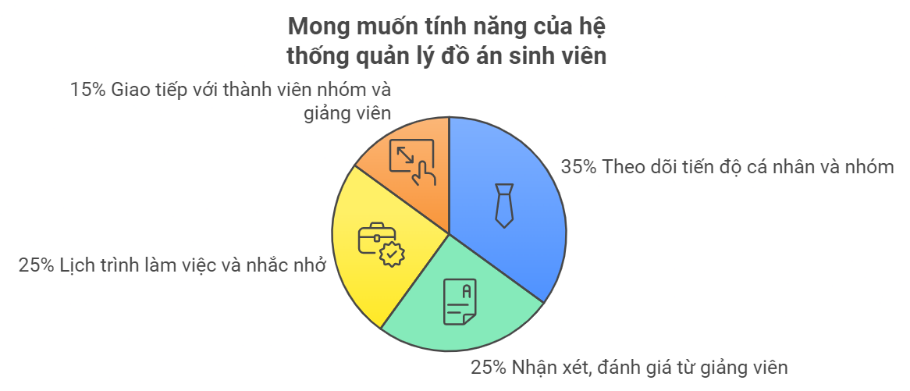 Mong muốn tính năng của hệ
thống quản lý đồ án sinh viên
15% Giao tiếp với thành viên nhóm và
giảng viên
35% Theo dõi tiến độ cá nhân và nhóm
25% Lịch trình làm việc và nhắc nhở
A
25% Nhận xét, đánh giá từ giảng viên